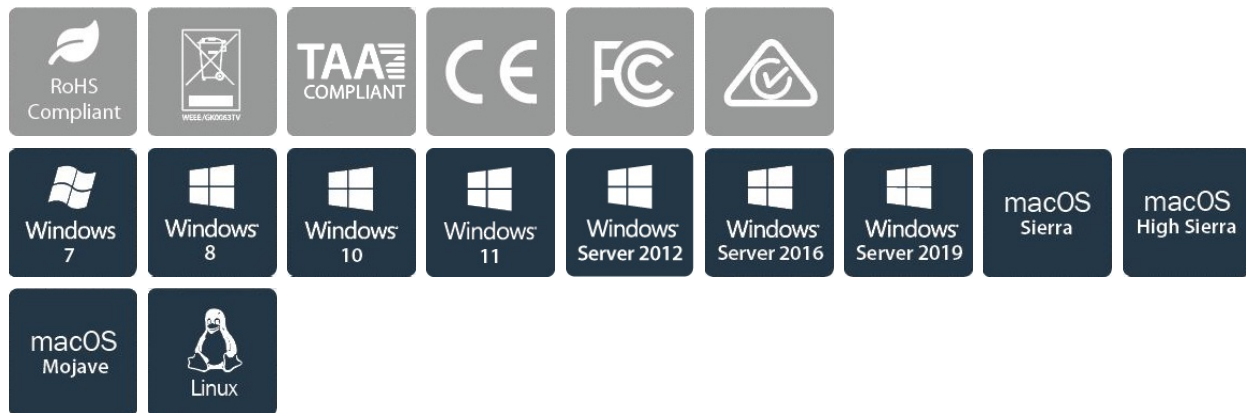 RoHS
Compliant
WEEE/GK0063TV
TAA
COMPLIANT
CE
FC
Windows
7
Windows
8
Windows
10
Windows
11
Windows
Server 2012
Windows
Server 2016
Windows
Server 2019
macOS
Sierra
macOS
High Sierra
macOS
Mojave
Linux